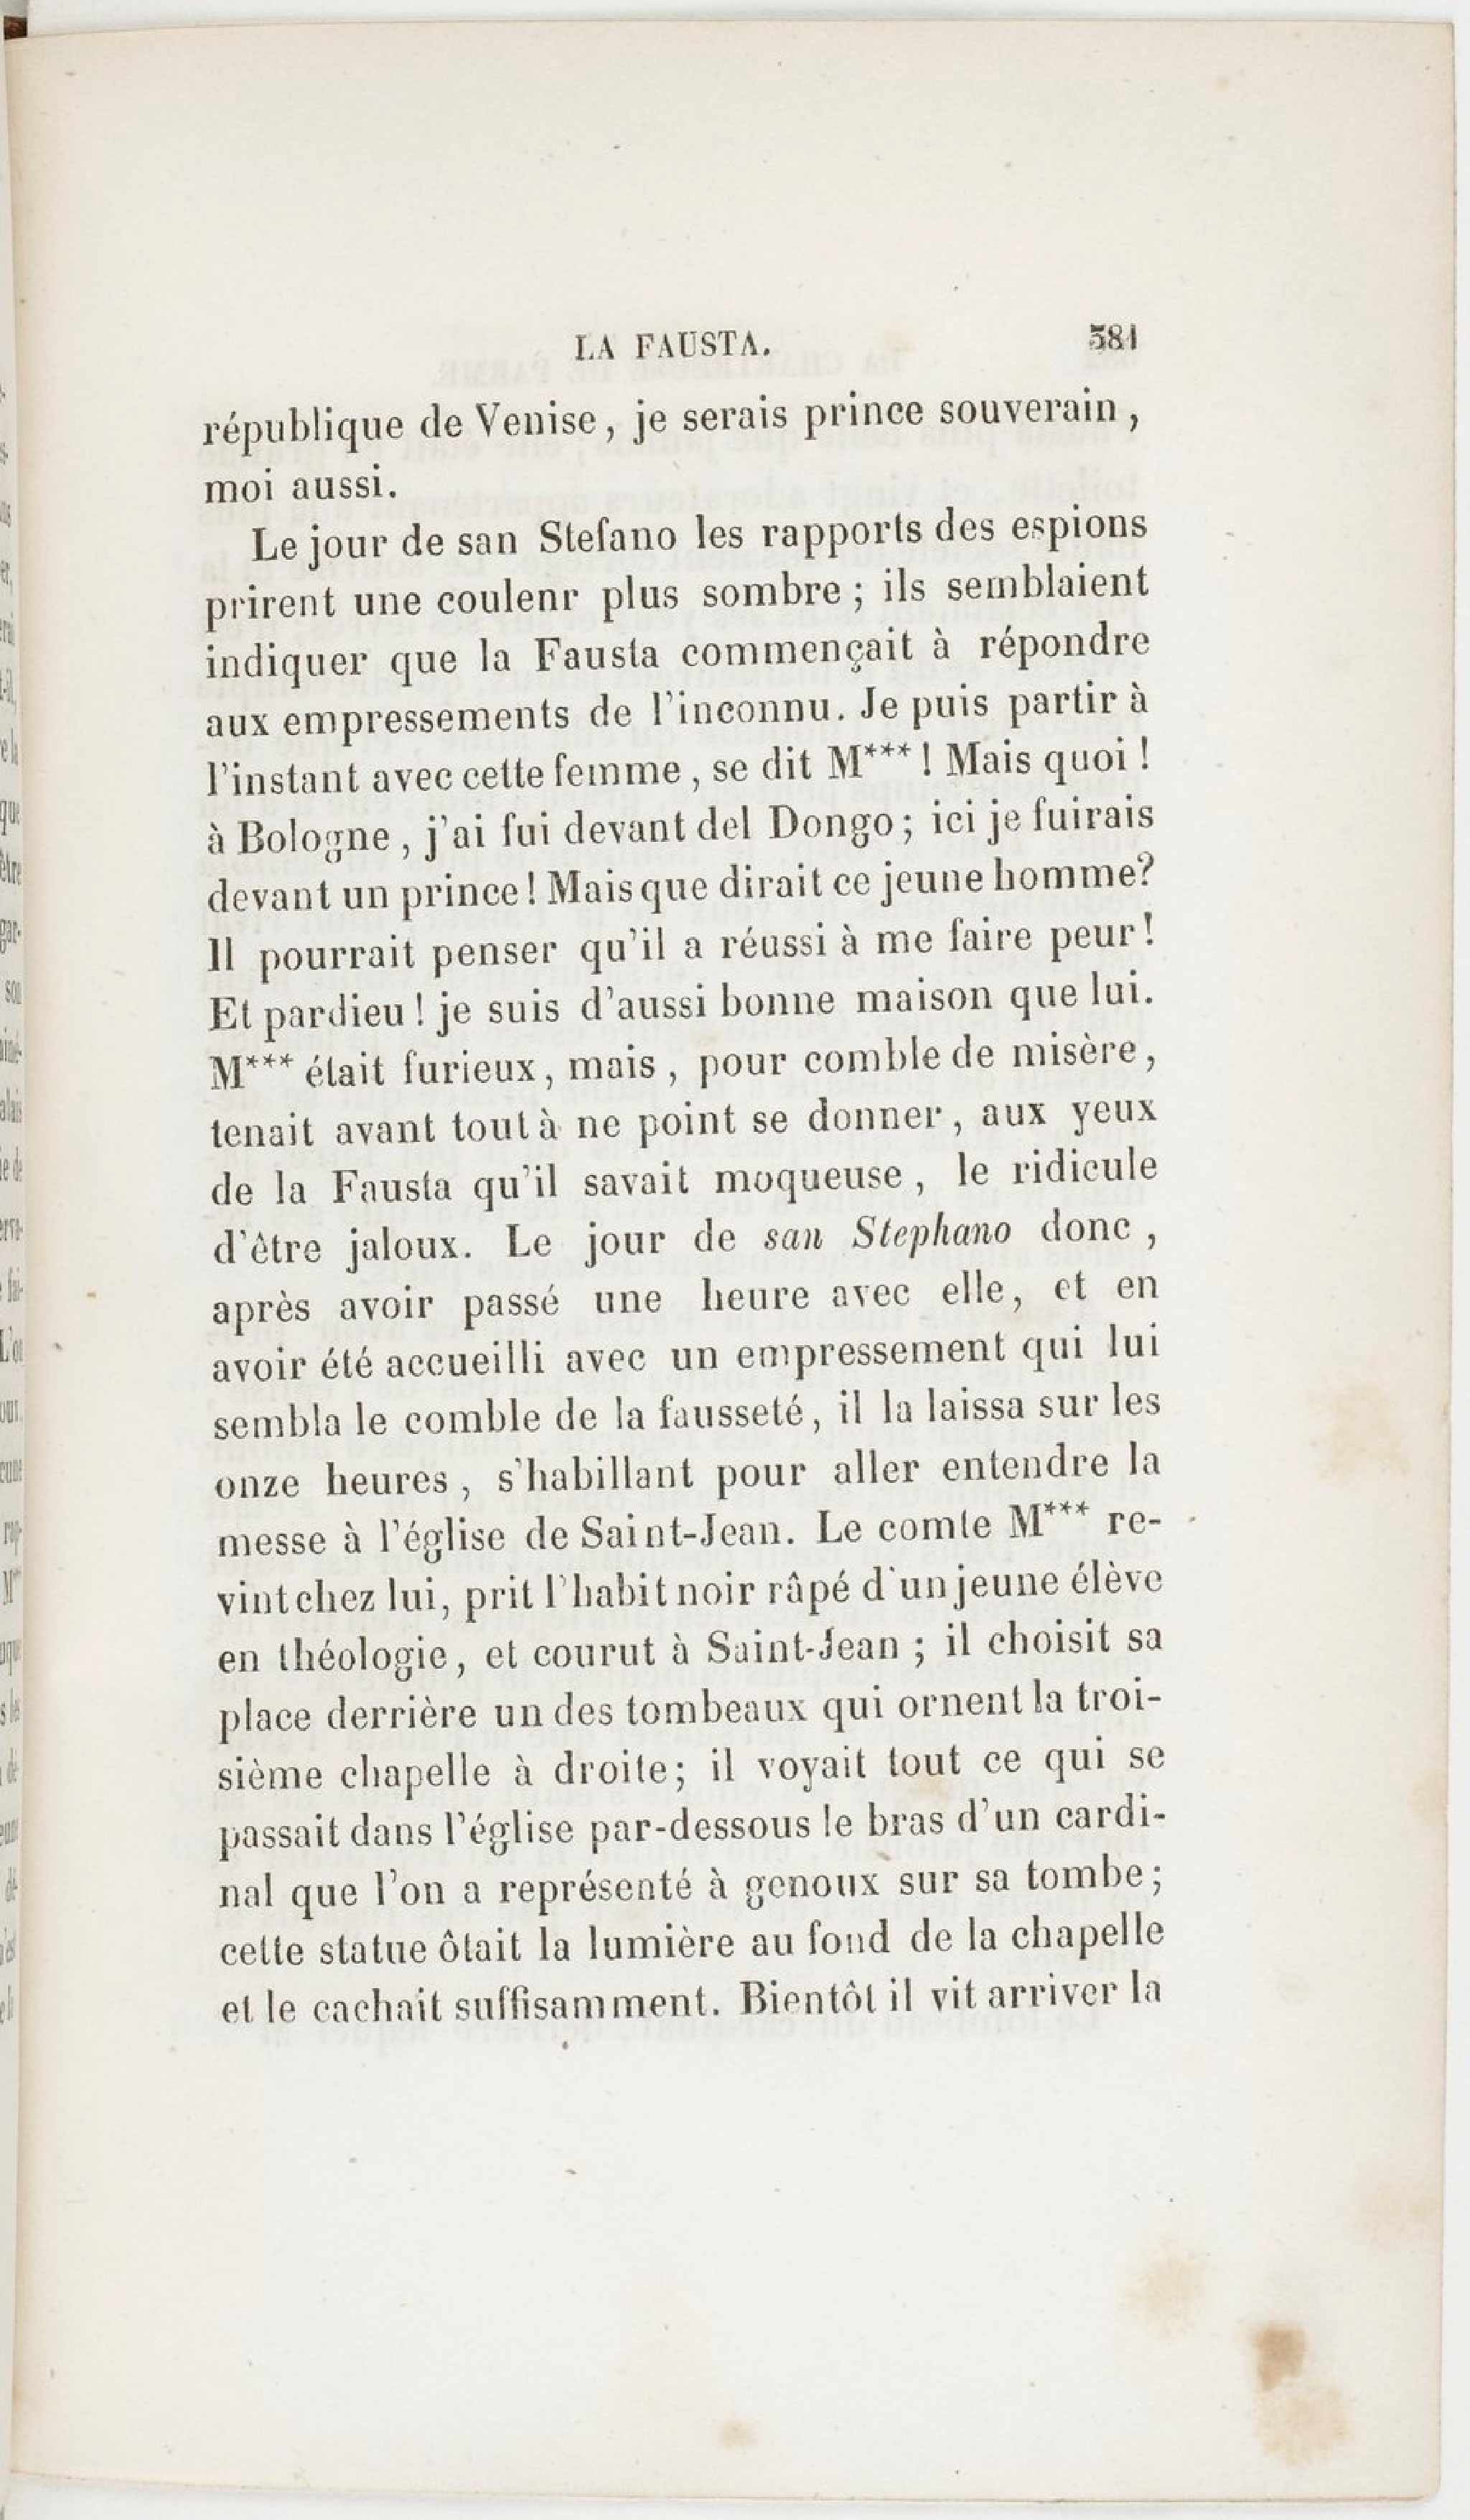 LA FAUSTA.
381
république de Venise, je serais prince souverain,
moi aussi.
Le jour de san Stefano les rapports des espions
prirent une coulenr plus sombre ; ils semblaient
indiquer que la Fausta commençait à répondre
aux empressements de l'inconnu. Je puis partir à
l'instant avec cette femme, se dit M*** ! Mais quoi !
à Bologne, j'ai fui devant del Dongo; ici je fuirais
devant un prince ! Mais que dirait ce jeune homme?
Il pourrait penser qu'il a réussi à me faire peur !
Et pardieu ! je suis d'aussi bonne maison que lui.
M*** était furieux, mais, pour comble de misère,
tenait avant tout à ne point se donner, aux yeux
de la Fausta qu'il savait moqueuse, le ridicule
d'être jaloux. Le jour de san Stephano donc,
après avoir passé une heure avec elle, et en
avoir été accueilli avec un empressement qui lui
sembla le comble de la fausseté, il la laissa sur les
onze heures, s'habillant pour aller entendre la
messe à l'église de Saint-Jean. Le comte M*** re-
vint chez lui, prit l'habit noir râpé d'un jeune élève
en théologie, et courut à Saint-Jean ; il choisit sa
place derrière un des tombeaux qui ornent la troi-
sième chapelle à droite; il voyait tout ce qui se
passait dans l'église par-dessous le bras d'un cardi-
nal que l'on a représenté à genoux sur sa tombe;
cette statue ôtait la lumière au fond de la chapelle
et le cachait suffisamment. Bientôt il vit arriver la